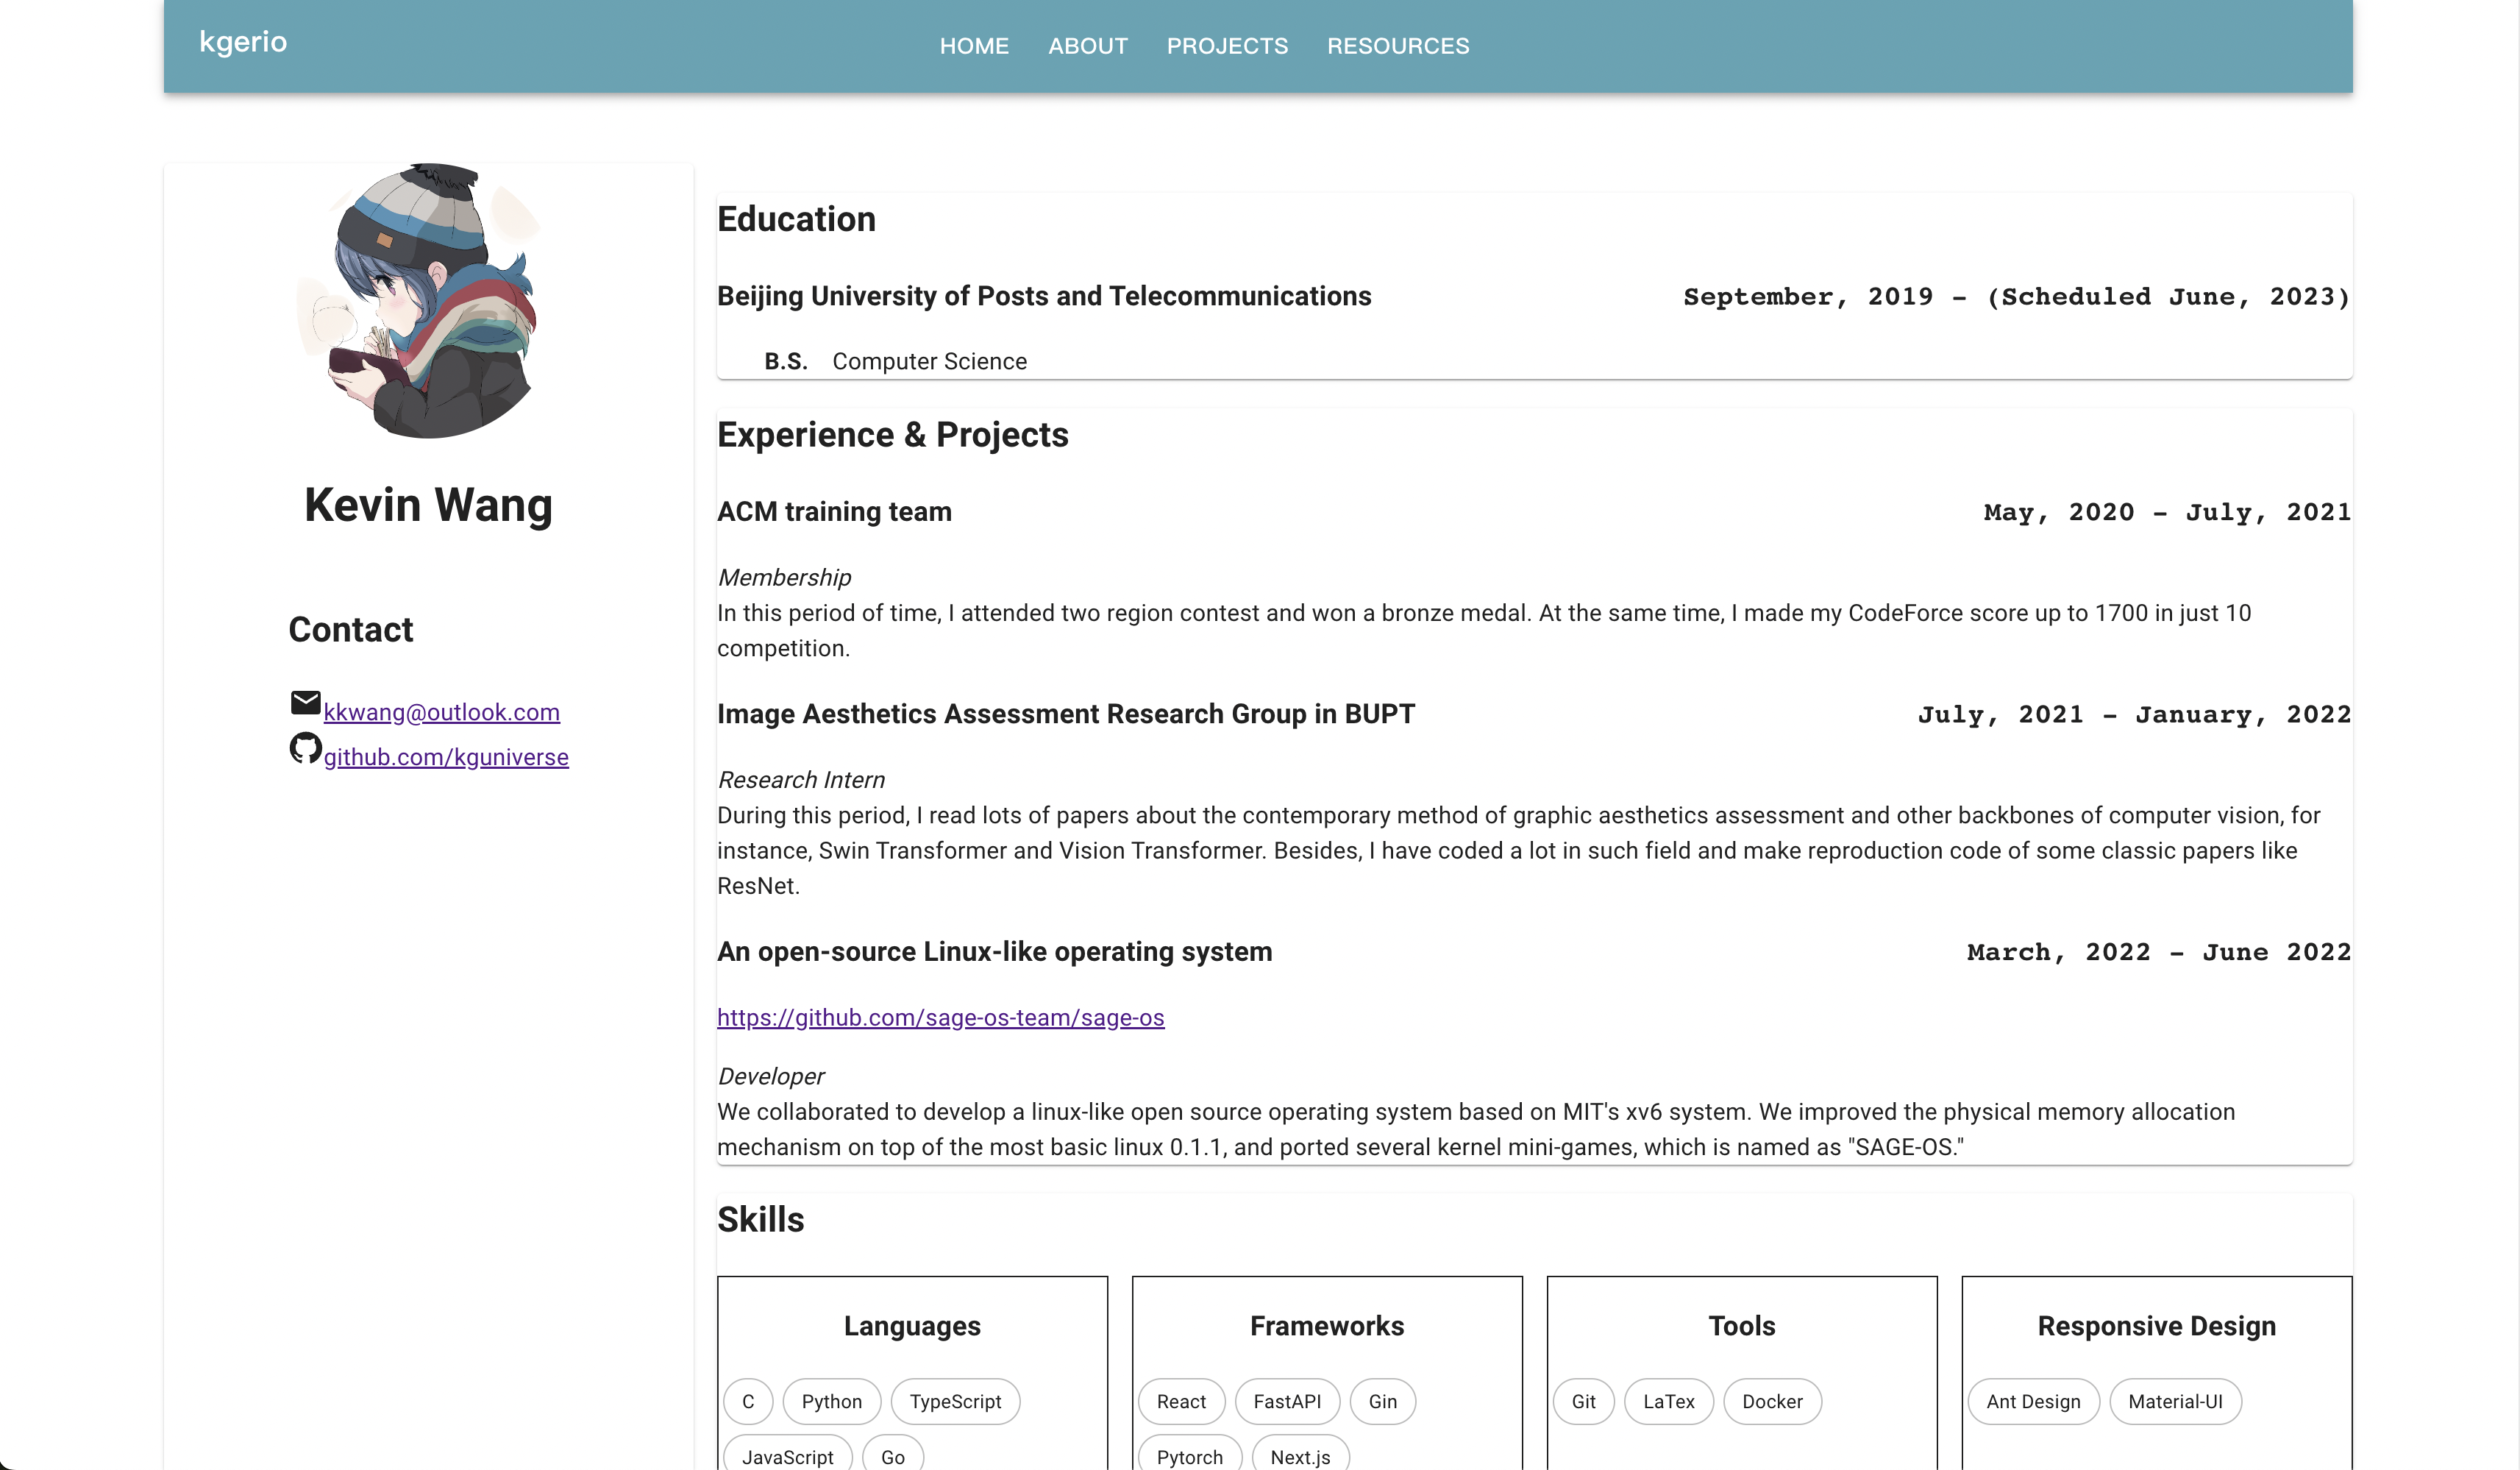 kgerio
HOME ABOUT PROJECTS RESOURCES
Kevin Wang
Contact
kkwang@outlook.com
github.com/kguniverse
Education
Beijing University of Posts and Telecommunications September, 2019 - (Scheduled June, 2023)
B.S. Computer Science
Experience & Projects
ACM training team May, 2020 - July, 2021
Membership
In this period of time, I attended two region contest and won a bronze medal. At the same time, I made my CodeForce score up to 1700 in just 10
competition.
Image Aesthetics Assessment Research Group in BUPT July, 2021 - January, 2022
Research Intern
During this period, I read lots of papers about the contemporary method of graphic aesthetics assessment and other backbones of computer vision, for
instance, Swin Transformer and Vision Transformer. Besides, I have coded a lot in such field and make reproduction code of some classic papers like
ResNet.
An open-source Linux-like operating system March, 2022 - June 2022
https://github.com/sage-os-team/sage-os
Developer
We collaborated to develop a linux-like open source operating system based on MIT's xv6 system. We improved the physical memory allocation
mechanism on top of the most basic linux 0.1.1, and ported several kernel mini-games, which is named as "SAGE-OS."
Skills
Languages
C Python TypeScript
JavaScript Go
Frameworks
React FastAPI Gin
Pytorch Next.js
Tools
Git LaTex Docker
Responsive Design
Ant Design Material-UI